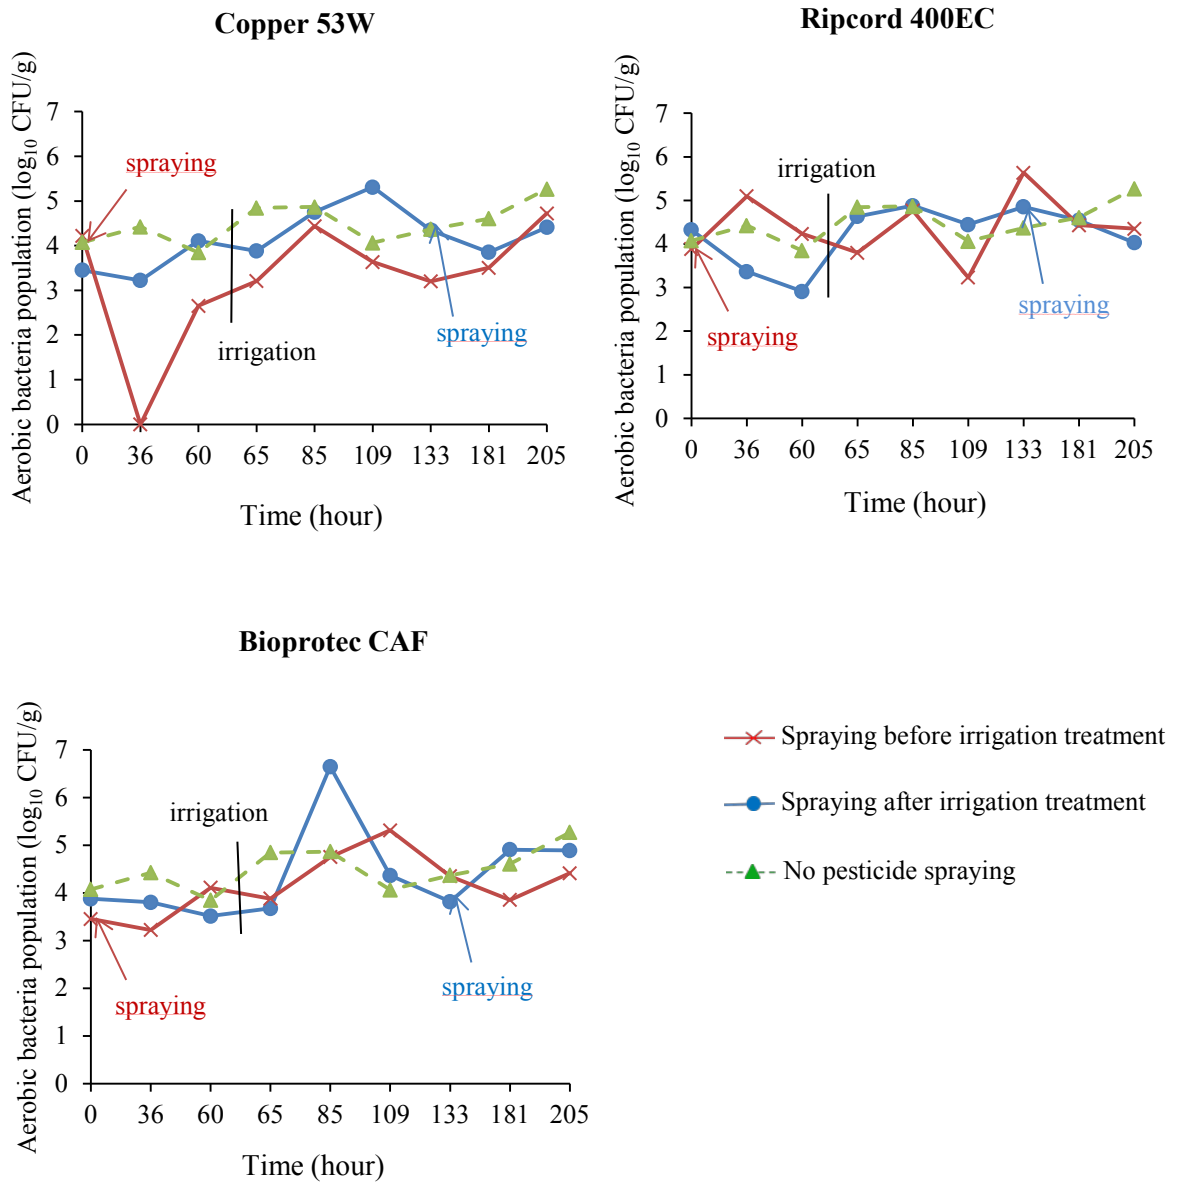 Copper 53W
Aerobic bacteria population (log₁₀ CFU/g)
7
6
5
4
3
2
1
0
spraying
irrigation
spraying
0 36 60 65 85 109 133 181 205
Time (hour)
Ripcord 400EC
Aerobic bacteria population (log₁₀ CFU/g)
7
6
5
4
3
2
1
0
irrigation
spraying
spraying
0 36 60 65 85 109 133 181 205
Time (hour)
Bioprotec CAF
Aerobic bacteria population (log₁₀ CFU/g)
7
6
5
4
3
2
1
0
irrigation
spraying
spraying
0 36 60 65 85 109 133 181 205
Time (hour)
Spraying before irrigation treatment
Spraying after irrigation treatment
No pesticide spraying